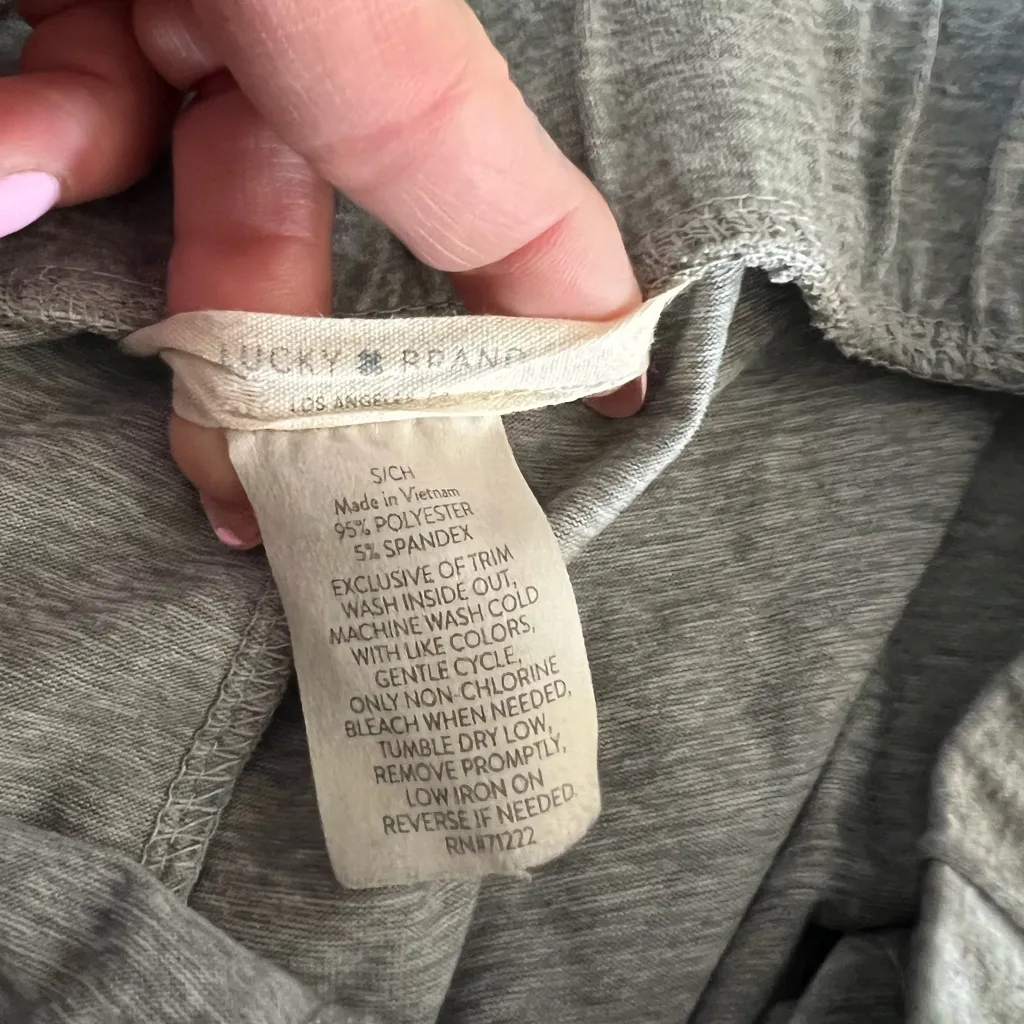 LUCKY BRAND
LOS ANGELES
S/CH
Made in Vietnam
95% POLYESTER
5% SPANDEX
EXCLUSIVE OF TRIM
WASH INSIDE OUT,
MACHINE WASH COLD
WITH LIKE COLORS,
GENTLE CYCLE,
ONLY NON-CHLORINE
BLEACH WHEN NEEDED,
TUMBLE DRY LOW,
REMOVE PROMPTLY,
LOW IRON ON
REVERSE IF NEEDED.
RN#71222